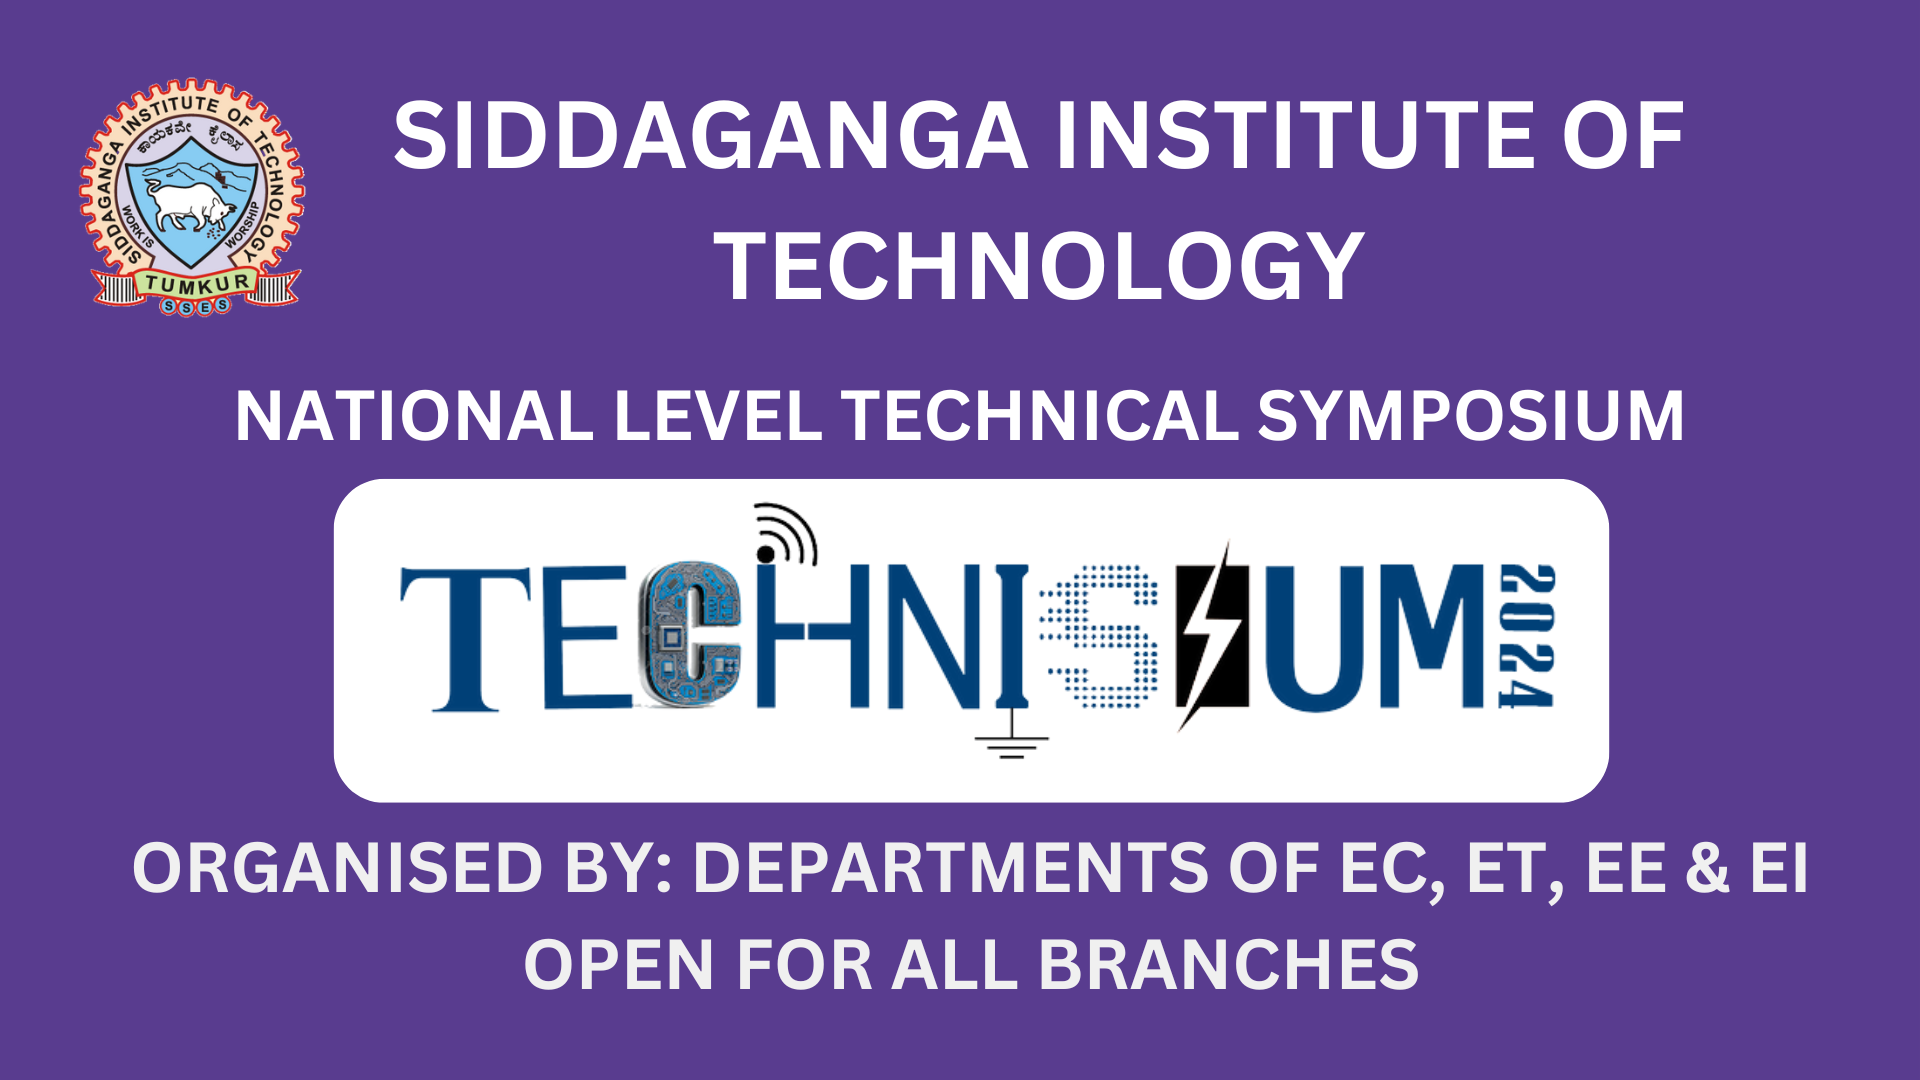 SIDDAGANGA INSTITUTE OF TECHNOLOGY
ಕಾಯಕವೇ ಕೈಲಾಸ
WORK IS WORSHIP
TUMKUR
SSES
SIDDAGANGA INSTITUTE OF
TECHNOLOGY
NATIONAL LEVEL TECHNICAL SYMPOSIUM
TECHNISIUM 2024
ORGANISED BY: DEPARTMENTS OF EC, ET, EE & EI
OPEN FOR ALL BRANCHES